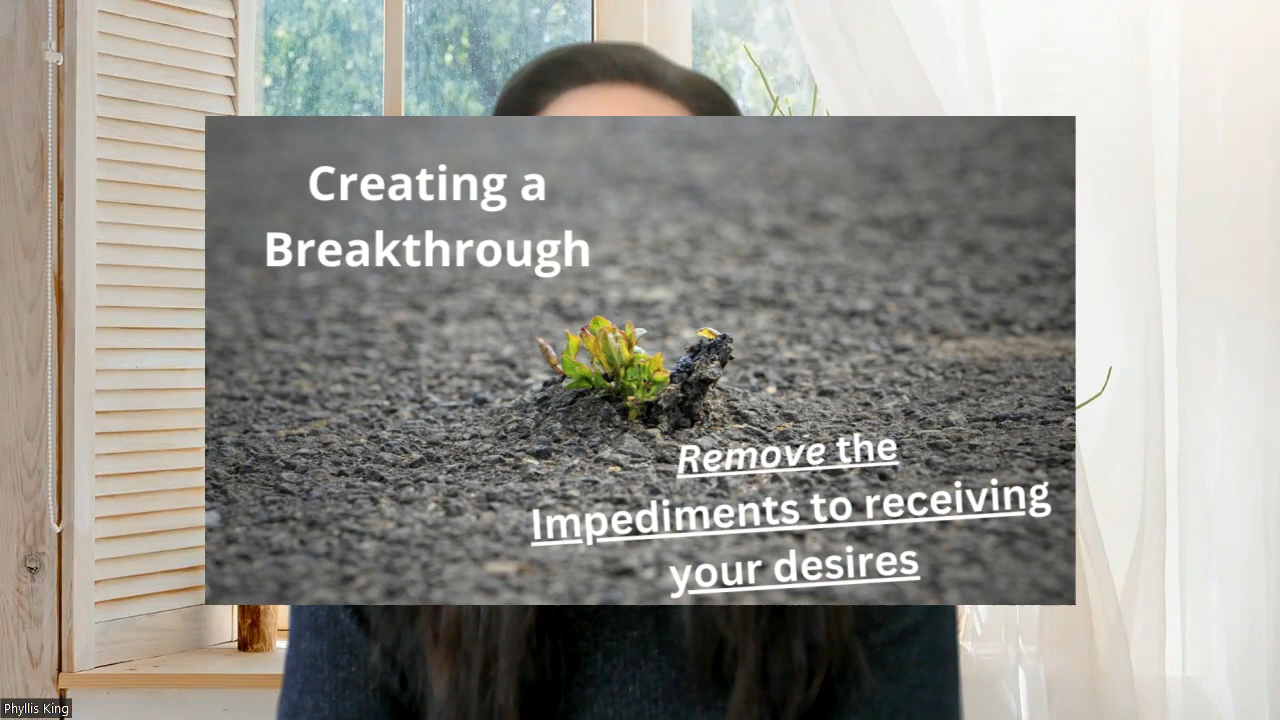 Creating a
Breakthrough
Remove the
Impediments to receiving
your desires
Phyllis King